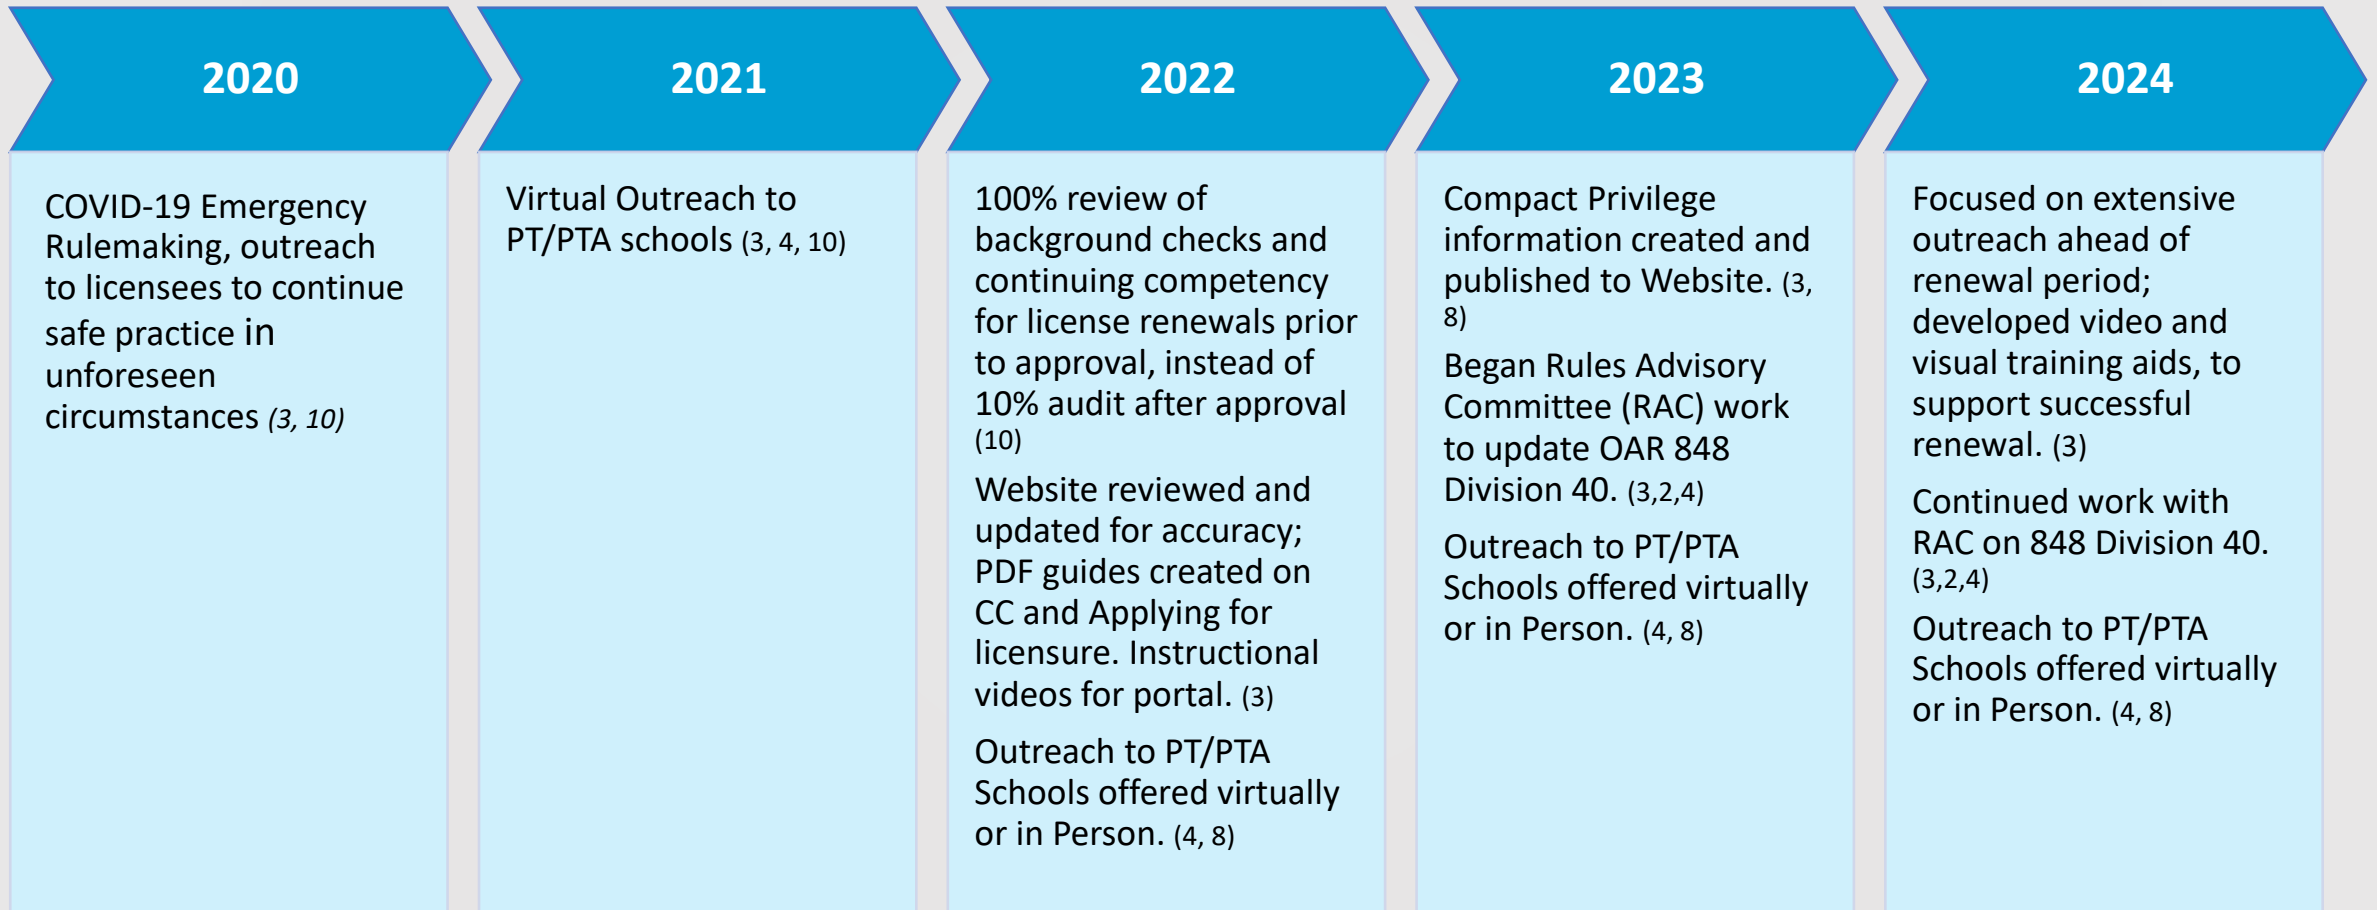 2020
COVID-19 Emergency
Rulemaking, outreach
to licensees to continue
safe practice in
unforeseen
circumstances (3, 10)
2021
Virtual Outreach to
PT/PTA schools (3, 4, 10)
2022
100% review of
background checks and
continuing competency
for license renewals prior
to approval, instead of
10% audit after approval
(10)
Website reviewed and
updated for accuracy;
PDF guides created on
CC and Applying for
licensure. Instructional
videos for portal. (3)
Outreach to PT/PTA
Schools offered virtually
or in Person. (4, 8)
2023
Compact Privilege
information created and
published to Website. (3,
8)
Began Rules Advisory
Committee (RAC) work
to update OAR 848
Division 40. (3,2,4)
Outreach to PT/PTA
Schools offered virtually
or in Person. (4, 8)
2024
Focused on extensive
outreach ahead of
renewal period;
developed video and
visual training aids, to
support successful
renewal. (3)
Continued work with
RAC on 848 Division 40.
(3,2,4)
Outreach to PT/PTA
Schools offered virtually
or in Person. (4, 8)